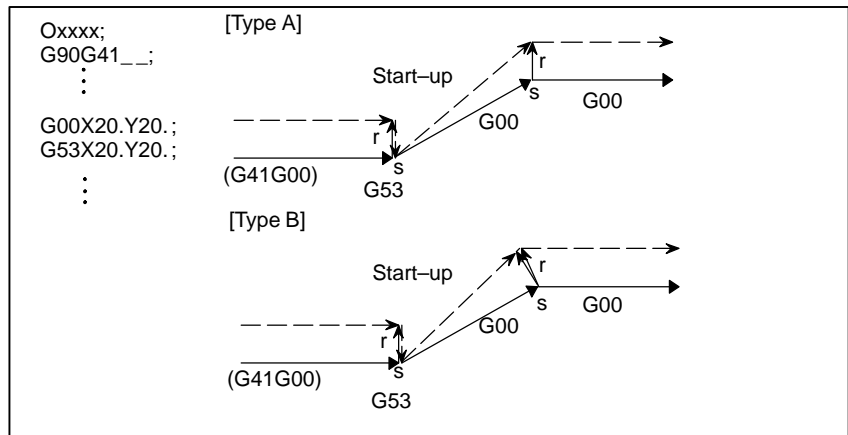 Oxxxx;
G90G41_ _;
G00X20.Y20.;
G53X20.Y20.;
[Type A]
Start–up
r
s
G00
G00
r
s
(G41G00)
G53
[Type B]
Start–up
r
s
G00
G00
r
s
(G41G00)
G53